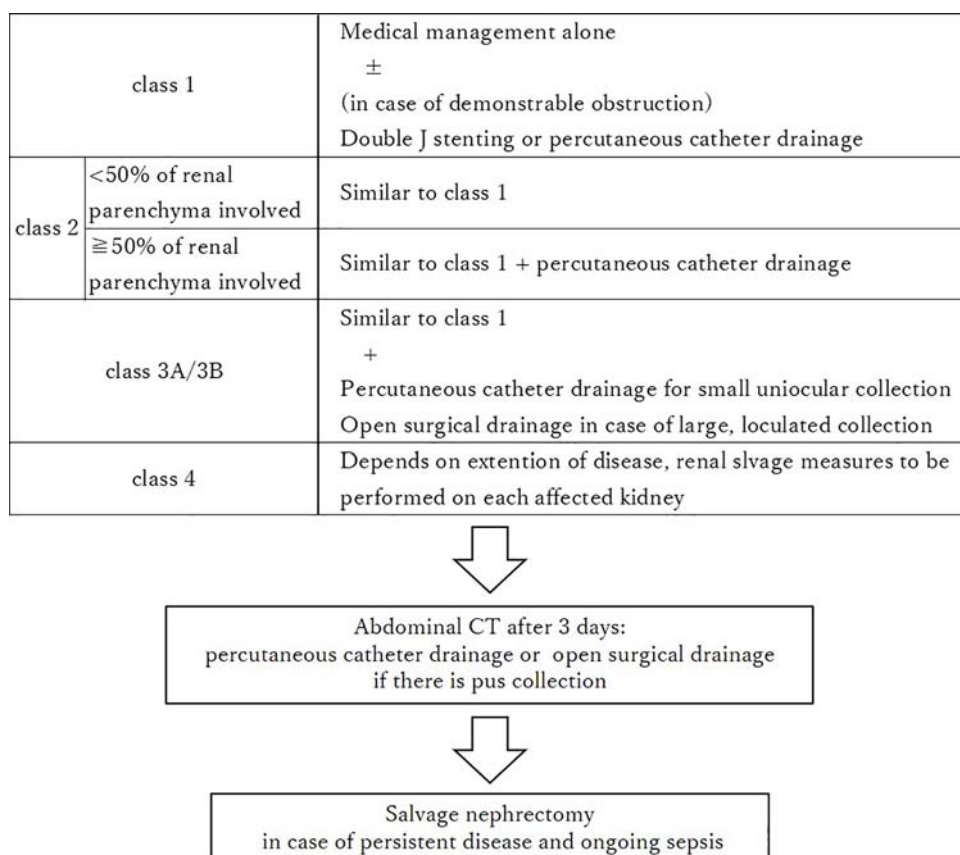 class 1
Medical management alone
±
(in case of demonstrable obstruction)
Double J stenting or percutaneous catheter drainage
class 2
<50% of renal
parenchyma involved
Similar to class 1
≧50% of renal
parenchyma involved
Similar to class 1 + percutaneous catheter drainage
class 3A/3B
Similar to class 1
+
Percutaneous catheter drainage for small uniocular collection
Open surgical drainage in case of large, loculated collection
class 4
Depends on extention of disease, renal slvage measures to be
performed on each affected kidney
Abdominal CT after 3 days:
percutaneous catheter drainage or open surgical drainage
if there is pus collection
Salvage nephrectomy
in case of persistent disease and ongoing sepsis